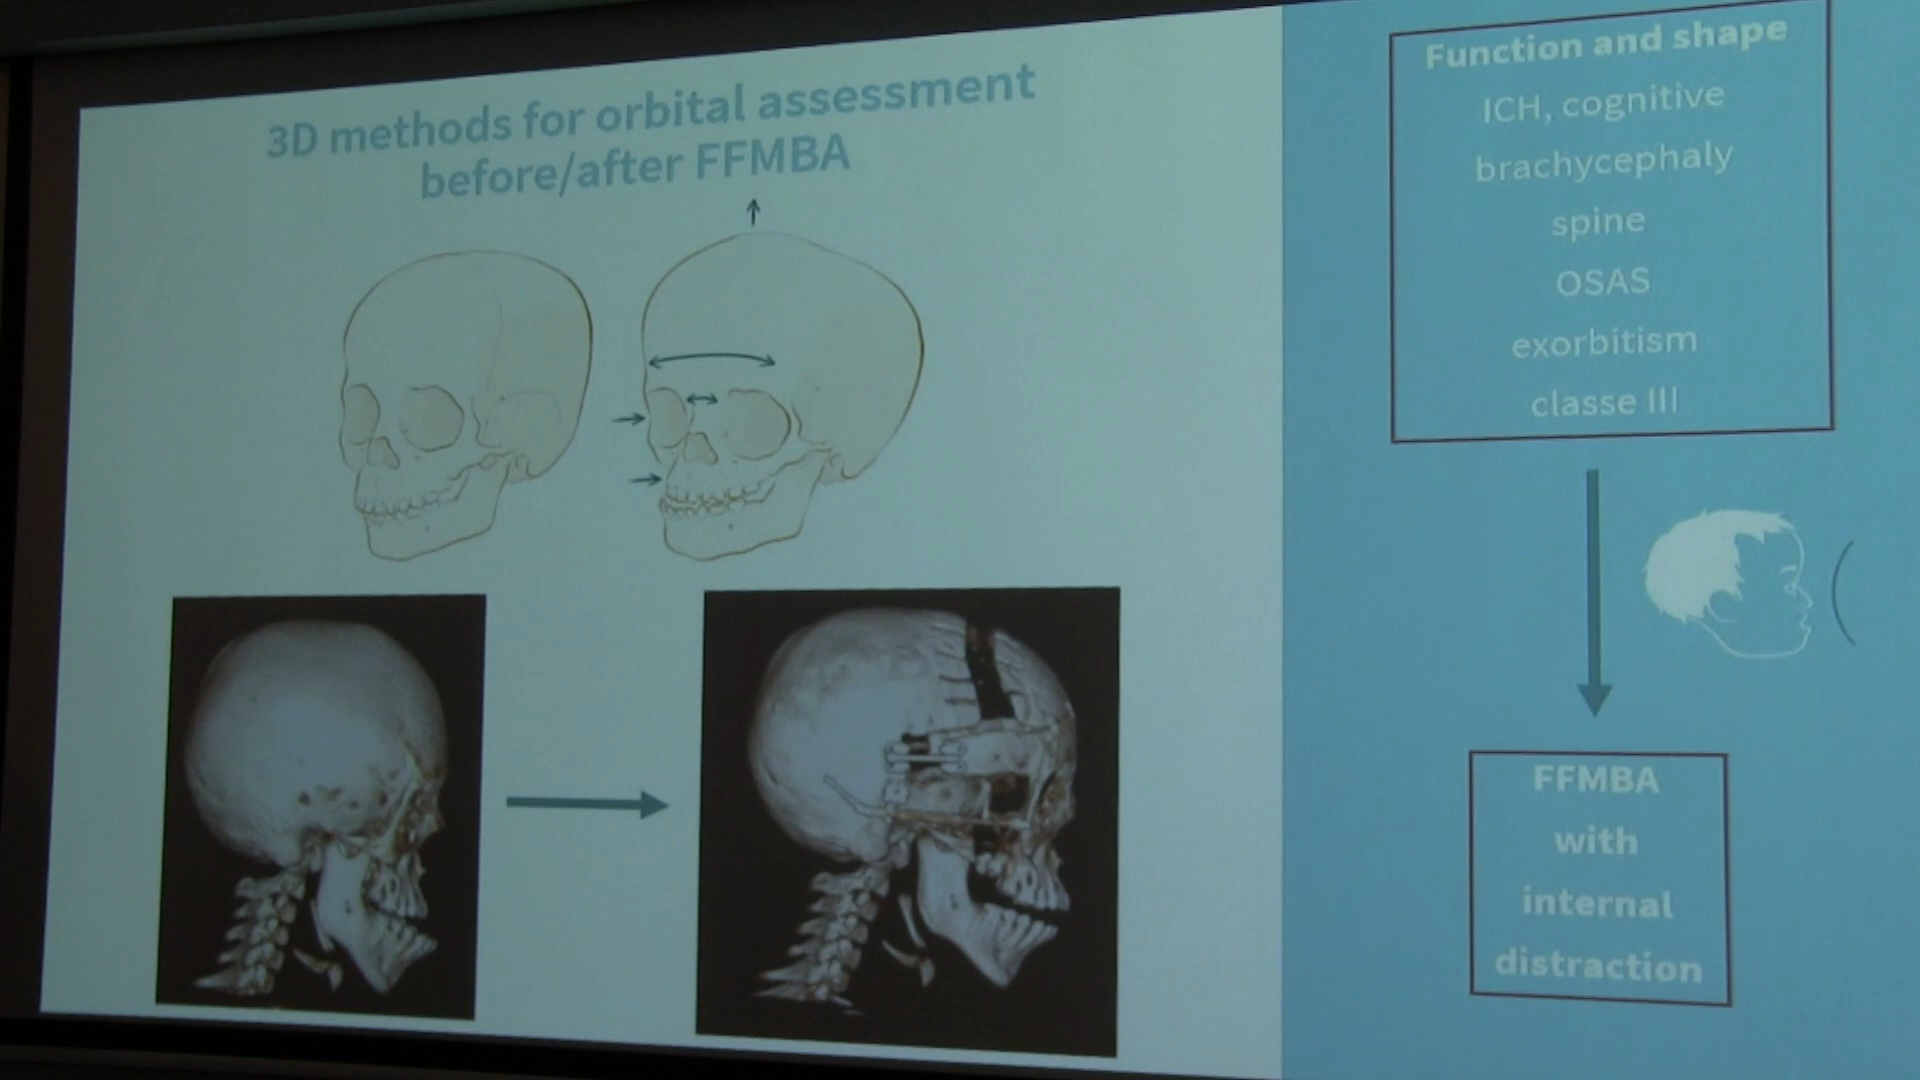 3D methods for orbital assessment
before/after FFMBA
Function and shape
ICH, cognitive
brachycephaly
spine
OSAS
exorbitism
classe III
FFMBA
with
internal
distraction